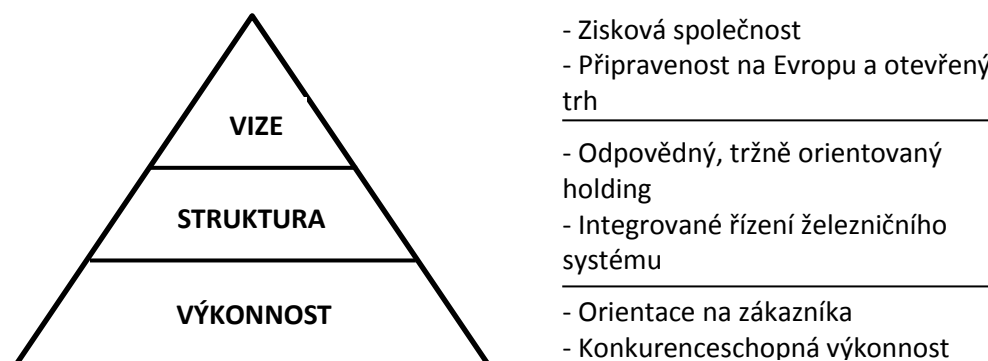 VIZE
STRUKTURA
VÝKONNOST
- Zisková společnost
- Připravenost na Evropu a otevřený
trh
- Odpovědný, tržně orientovaný
holding
- Integrované řízení železničního
systému
- Orientace na zákazníka
- Konkurenceschopná výkonnost